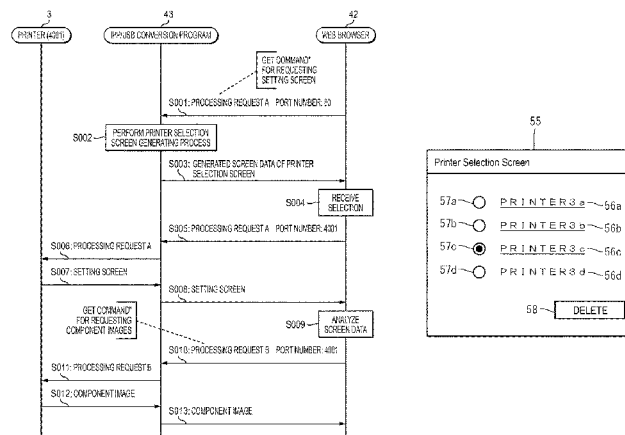 3
43
42
PRINTER (4001)
IPP/USB CONVERSION PROGRAM
WEB BROWSER
"GET COMMAND"
FOR REQUESTING
SETTING SCREEN
S001: PROCESSING REQUEST A PORT NUMBER: 80
S002
PERFORM PRINTER SELECTION
SCREEN GENERATING PROCESS
S003: GENERATED SCREEN DATA OF PRINTER
SELECTION SCREEN
S004
RECEIVE
SELECTION
S005: PROCESSING REQUEST A PORT NUMBER: 4001
S006: PROCESSING REQUEST A
S007: SETTING SCREEN
S008: SETTING SCREEN
"GET COMMAND"
FOR REQUESTING
COMPONENT IMAGES
S009
ANALYZE
SCREEN DATA
S010: PROCESSING REQUEST B PORT NUMBER: 4001
S011: PROCESSING REQUEST B
S012: COMPONENT IMAGE
S013: COMPONENT IMAGE
55
Printer Selection Screen
57a PRINTER3a 56a
57b PRINTER3b 56b
57c PRINTER3c 56c
57d PRINTER3d 56d
58 DELETE